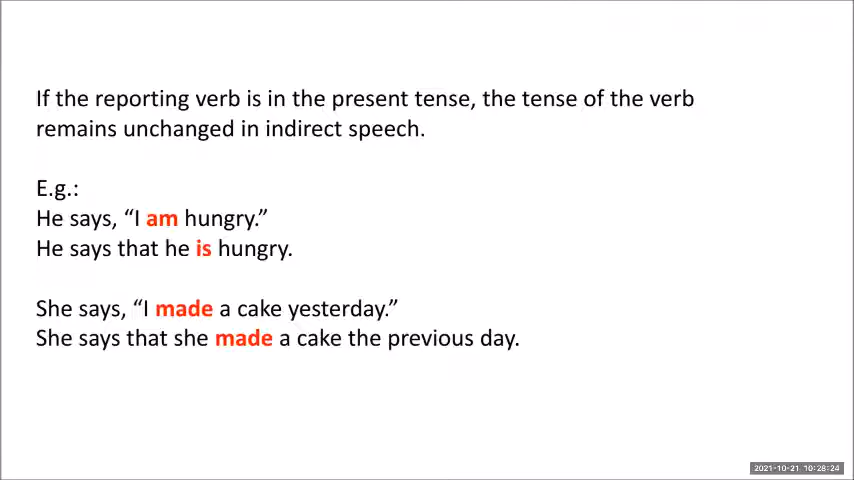 If the reporting verb is in the present tense, the tense of the verb
remains unchanged in indirect speech.
E.g.:
He says, “I am hungry.”
He says that he is hungry.
She says, “I made a cake yesterday.”
She says that she made a cake the previous day.
2021-10-21 10:28:24